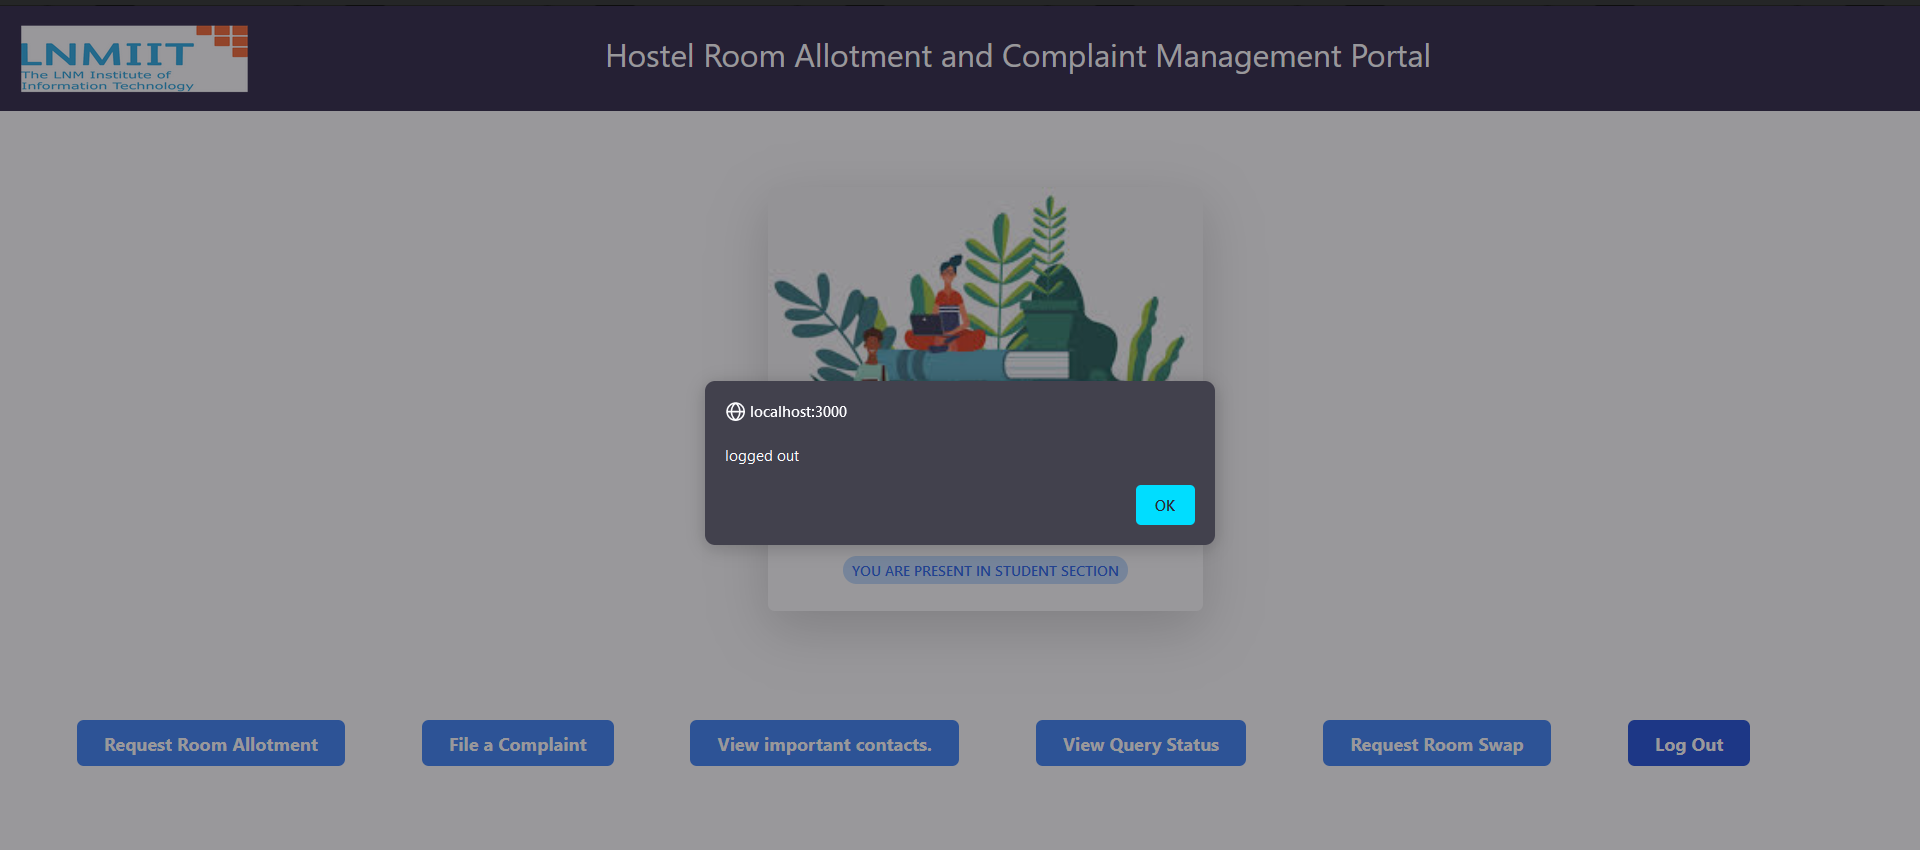 LNMIIT
The LNM Institute of
Information Technology
Hostel Room Allotment and Complaint Management Portal
localhost:3000
logged out
OK
YOU ARE PRESENT IN STUDENT SECTION
Request Room Allotment
File a Complaint
View important contacts.
View Query Status
Request Room Swap
Log Out